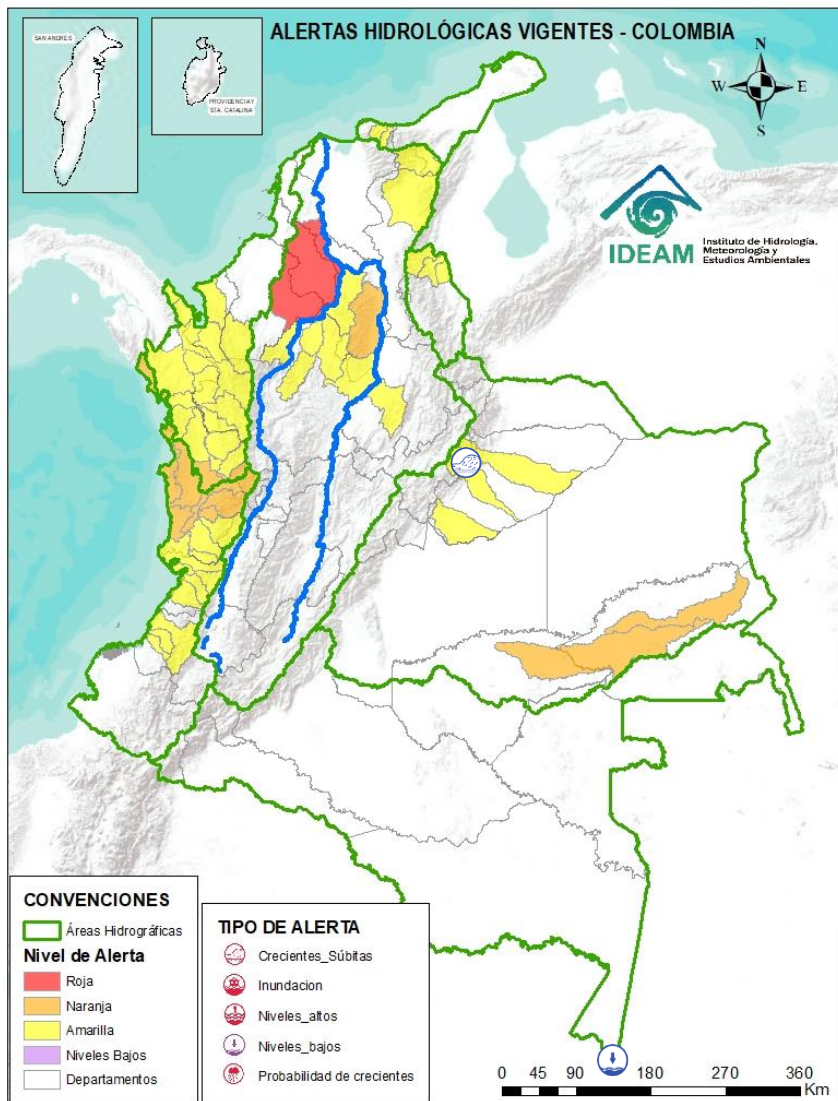 ALERTAS HIDROLÓGICAS VIGENTES - COLOMBIA
SAN ANDRÉS
PROVIDENCIA Y
STA. CATALINA
N
W
E
S
IDEAM
Instituto de Hidrología,
Meteorología y
Estudios Ambientales
CONVENCIONES
Áreas Hidrográficas
Nivel de Alerta
Roja
Naranja
Amarilla
Niveles Bajos
Departamentos
TIPO DE ALERTA
Crecientes_Súbitas
Inundacion
Niveles_altos
Niveles_bajos
Probabilidad de crecientes
0 45 90 180 270 360
Km